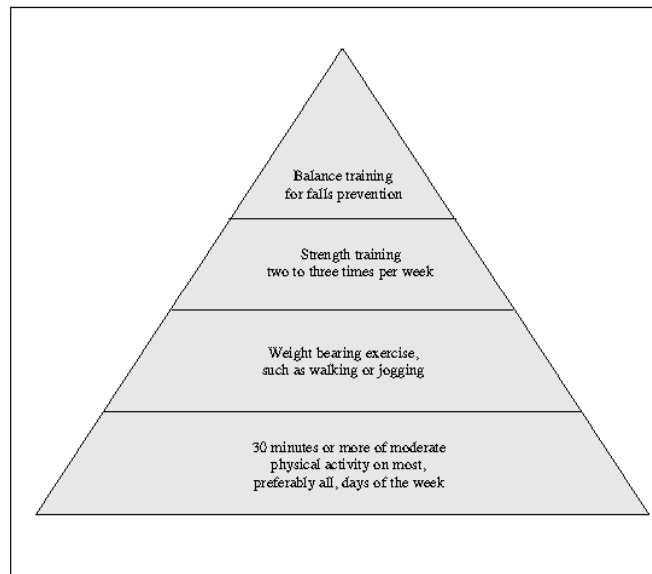 Balance training
for falls prevention
Strength training
two to three times per week
Weight bearing exercise,
such as walking or jogging
30 minutes or more of moderate
physical activity on most,
preferably all, days of the week